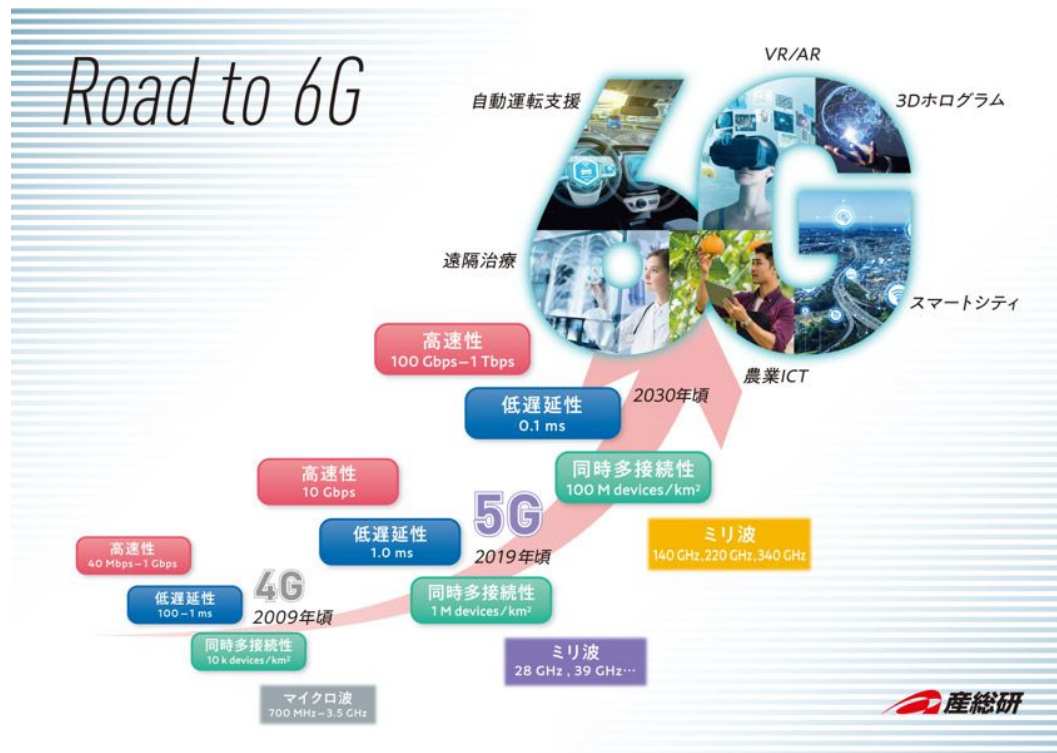 Road to 6G
VR/AR
自動運転支援
3Dホログラム
6G
遠隔治療
スマートシティ
農業ICT
2030年頃
高速性
100 Gbps–1 Tbps
低遅延性
0.1 ms
同時多接続性
100 M devices/km²
ミリ波
140 GHz,220 GHz,340 GHz
高速性
10 Gbps
低遅延性
1.0 ms
5G
2019年頃
同時多接続性
1 M devices/km²
ミリ波
28 GHz , 39 GHz…
高速性
40 Mbps–1 Gbps
低遅延性
100–1 ms
4G
2009年頃
同時多接続性
10 k devices/km²
マイクロ波
700 MHz–3.5 GHz
産総研